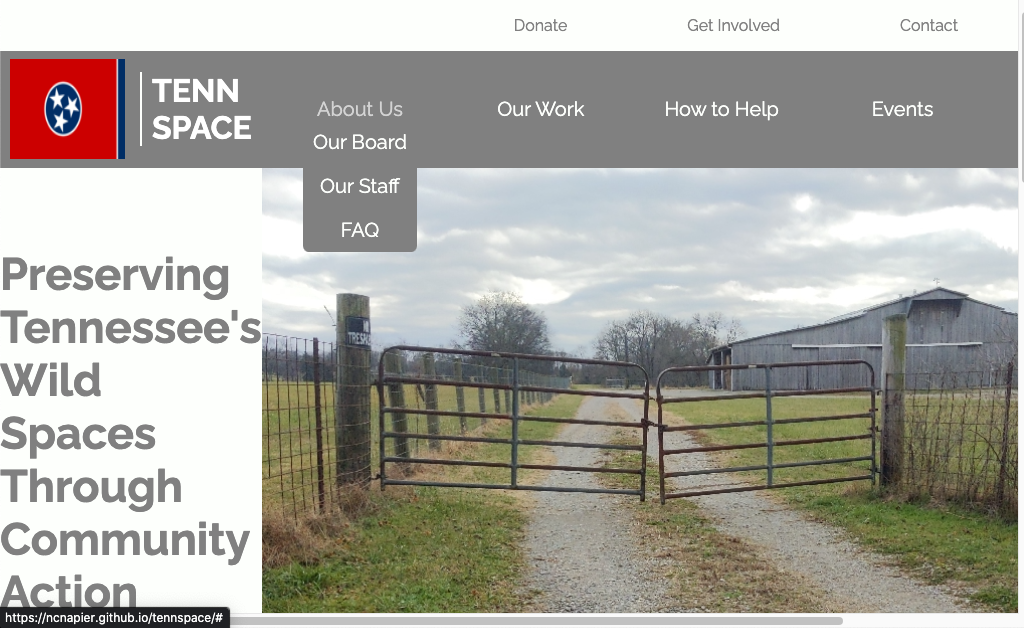 Donate
Get Involved
Contact
TENN
SPACE
About Us
Our Work
How to Help
Events
Our Board
Our Staff
FAQ
Preserving
Tennessee's
Wild
Spaces
Through
Community
Action
NO
https://ncnapier.github.io/tennspace/#